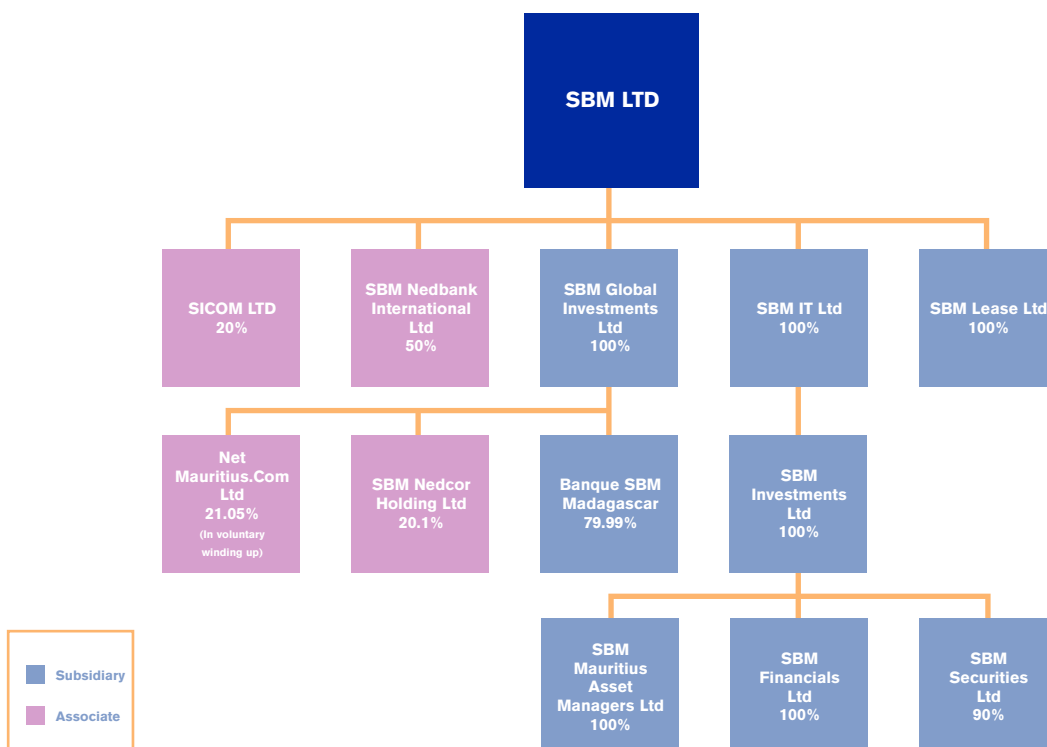 SBM LTD
SICOM LTD
20%
SBM Nedbank
International
Ltd
50%
SBM Global
Investments
Ltd
100%
SBM IT Ltd
100%
SBM Lease Ltd
100%
Net
Mauritius.Com
Ltd
21.05%
(In voluntary
winding up)
SBM Nedcor
Holding Ltd
20.1%
Banque SBM
Madagascar
79.99%
SBM
Investments
Ltd
100%
SBM
Mauritius
Asset
Managers Ltd
100%
SBM
Financials
Ltd
100%
SBM
Securities
Ltd
90%
Subsidiary
Associate